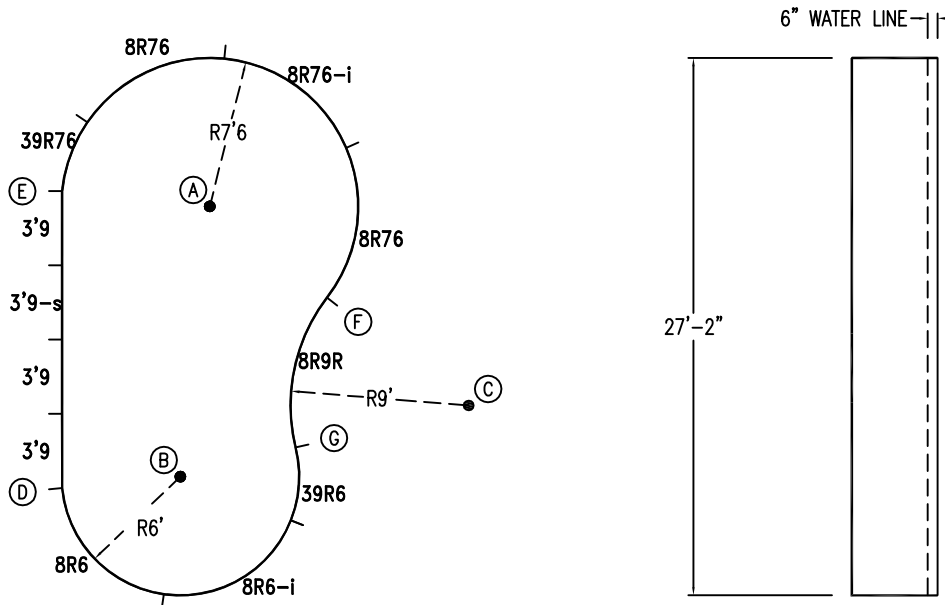 6" WATER LINE
8R76
8R76-i
R7'6
39R76
A
E
3'9
8R76
3'9-s
F
27'-2"
8R9R
3'9
C
R9'
G
3'9
B
D
39R6
R6'
8R6
8R6-i